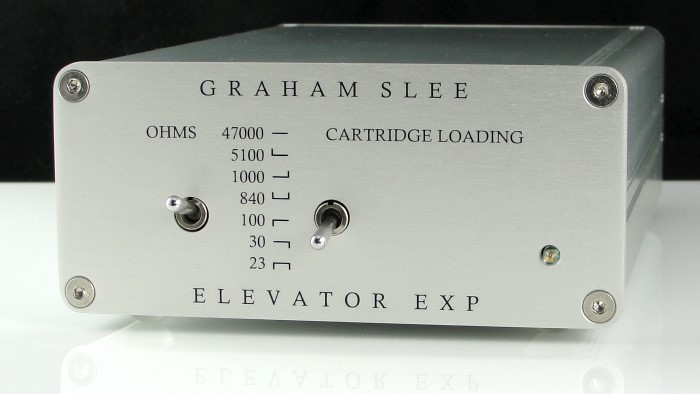 GRAHAM SLEE
OHMS 47000 CARTRIDGE LOADING
5100
1000
840
100
30
23
ELEVATOR EXP